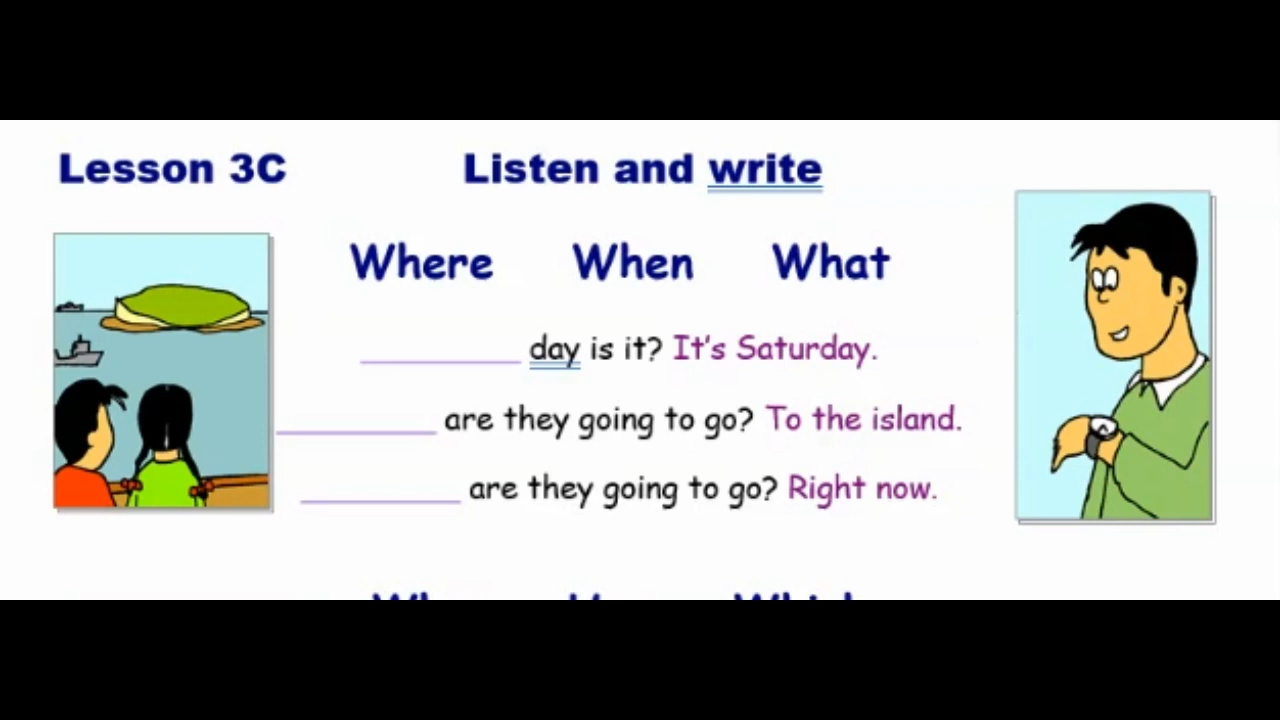 Lesson 3C Listen and write
Where When What
day is it? It's Saturday.
are they going to go? To the island.
are they going to go? Right now.